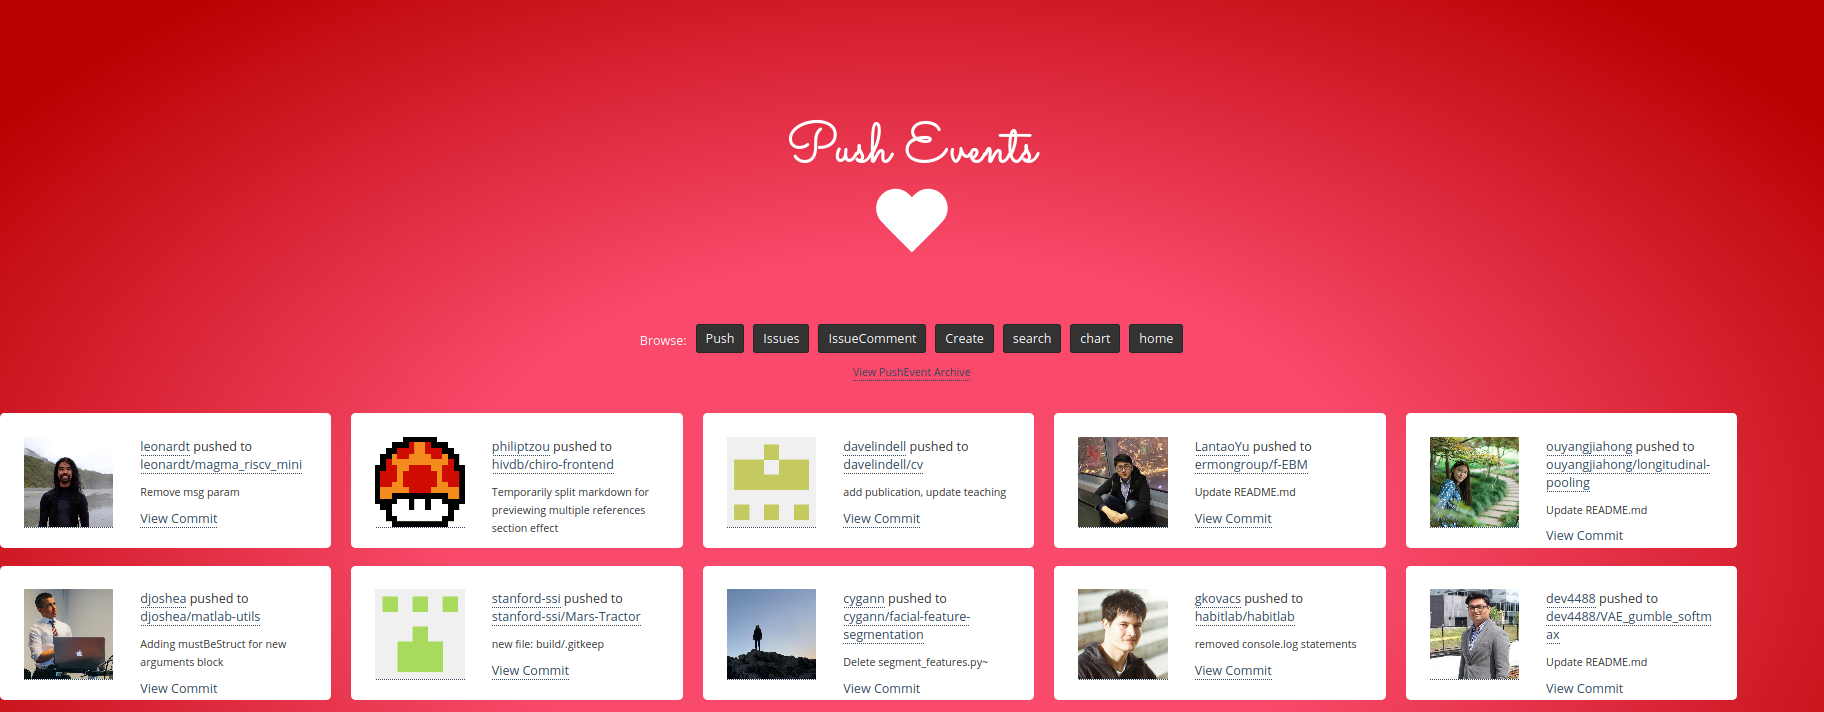 Push Events
Browse: Push Issues IssueComment Create search chart home
View PushEvent Archive
leonardt pushed to
leonardt/magma_riscv_mini
Remove msg param
View Commit
philiptzou pushed to
hivdb/chiro-frontend
Temporarily split markdown for
previewing multiple references
section effect
davelindell pushed to
davelindell/cv
add publication, update teaching
View Commit
LantaoYu pushed to
ermongroup/f-EBM
Update README.md
View Commit
ouyangjiahong pushed to
ouyangjiahong/longitudinal-
pooling
Update README.md
View Commit
djoshea pushed to
djoshea/matlab-utils
Adding mustBeStruct for new
arguments block
View Commit
stanford-ssi pushed to
stanford-ssi/Mars-Tractor
new file: build/.gitkeep
View Commit
cygann pushed to
cygann/facial-feature-
segmentation
Delete segment_features.py~
View Commit
gkovacs pushed to
habitlab/habitlab
removed console.log statements
View Commit
dev4488 pushed to
dev4488/VAE_gumble_softm
ax
Update README.md
View Commit